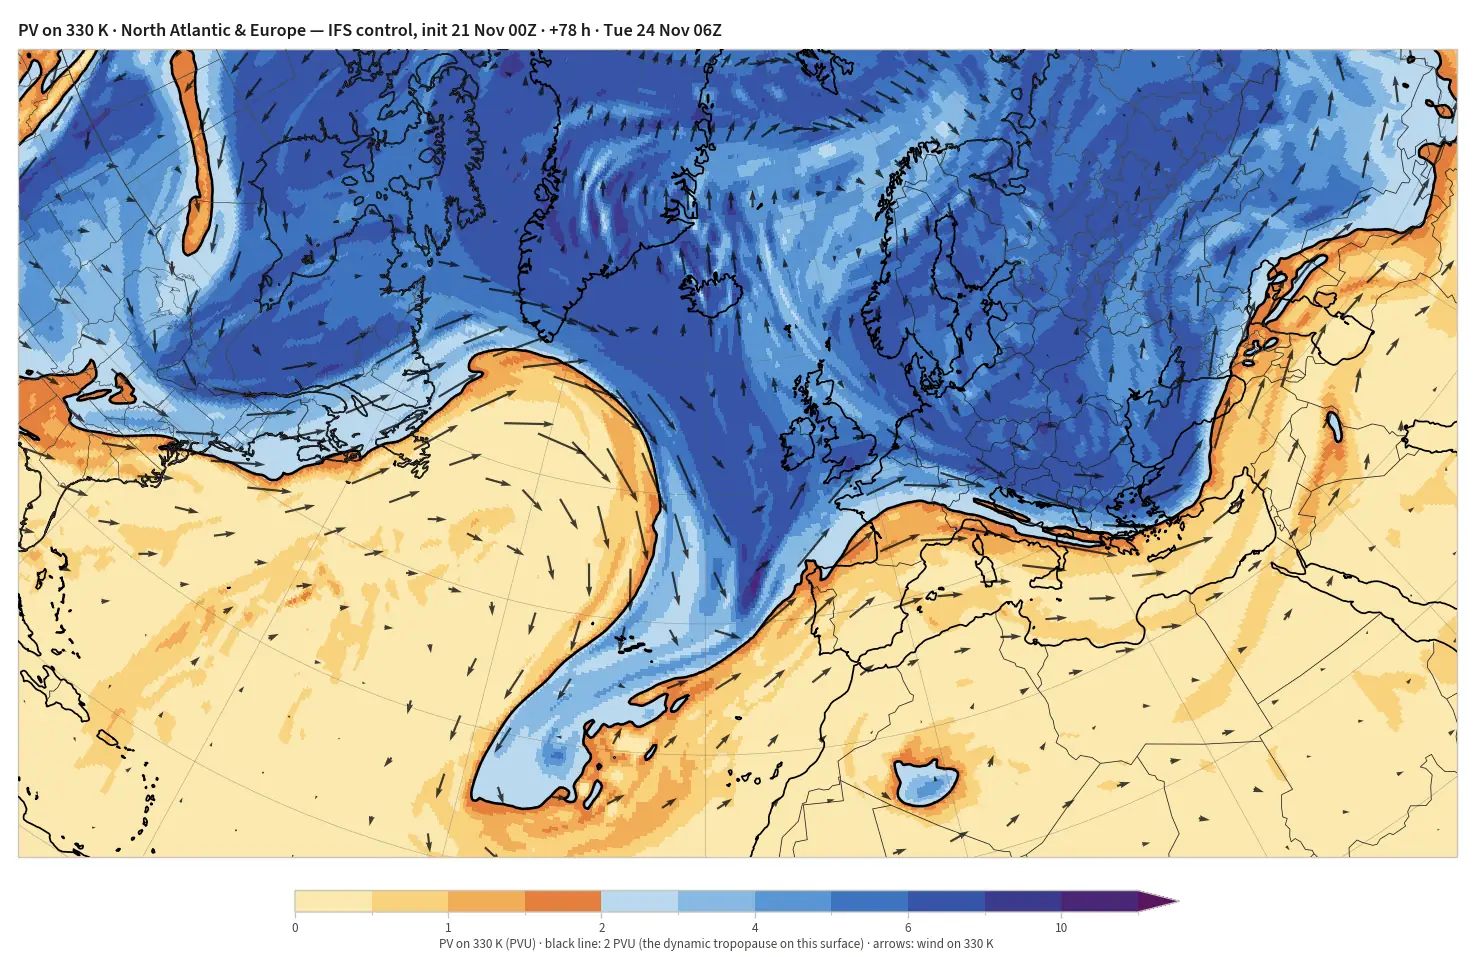 PV on 330 K · North Atlantic & Europe — IFS control, init 21 Nov 00Z · +78 h · Tue 24 Nov 06Z
0 1 2 4 6 10
PV on 330 K (PVU) · black line: 2 PVU (the dynamic tropopause on this surface) · arrows: wind on 330 K